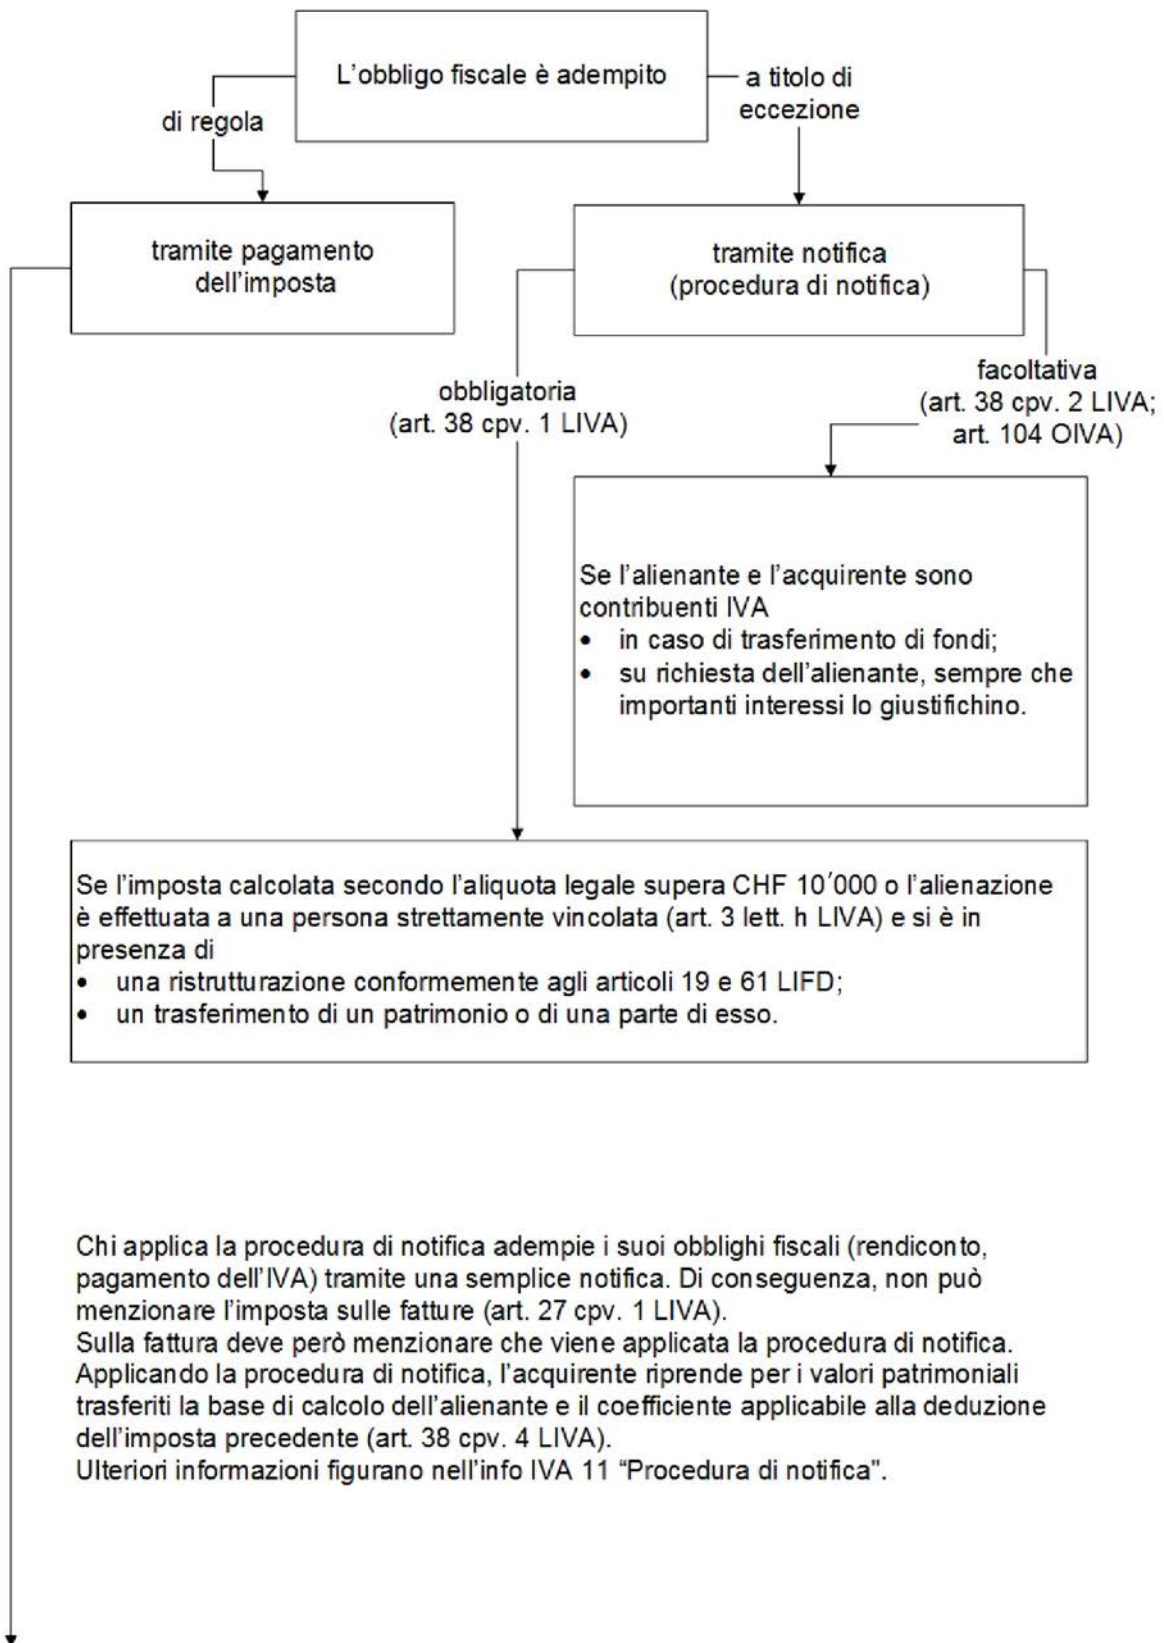 L'obbligo fiscale è adempito
a titolo di
eccezione
di regola
tramite pagamento
dell'imposta
tramite notifica
(procedura di notifica)
obbligatoria
(art. 38 cpv. 1 LIVA)
facoltativa
(art. 38 cpv. 2 LIVA;
art. 104 OIVA)
Se l'alienante e l'acquirente sono
contribuenti IVA
• in caso di trasferimento di fondi;
• su richiesta dell'alienante, sempre che
importanti interessi lo giustifichino.
Se l'imposta calcolata secondo l'aliquota legale supera CHF 10′000 o l'alienazione
è effettuata a una persona strettamente vincolata (art. 3 lett. h LIVA) e si è in
presenza di
• una ristrutturazione conformemente agli articoli 19 e 61 LIFD;
• un trasferimento di un patrimonio o di una parte di esso.
Chi applica la procedura di notifica adempie i suoi obblighi fiscali (rendiconto,
pagamento dell'IVA) tramite una semplice notifica. Di conseguenza, non può
menzionare l'imposta sulle fatture (art. 27 cpv. 1 LIVA).
Sulla fattura deve però menzionare che viene applicata la procedura di notifica.
Applicando la procedura di notifica, l'acquirente riprende per i valori patrimoniali
trasferiti la base di calcolo dell'alienante e il coefficiente applicabile alla deduzione
dell'imposta precedente (art. 38 cpv. 4 LIVA).
Ulteriori informazioni figurano nell'info IVA 11 “Procedura di notifica".